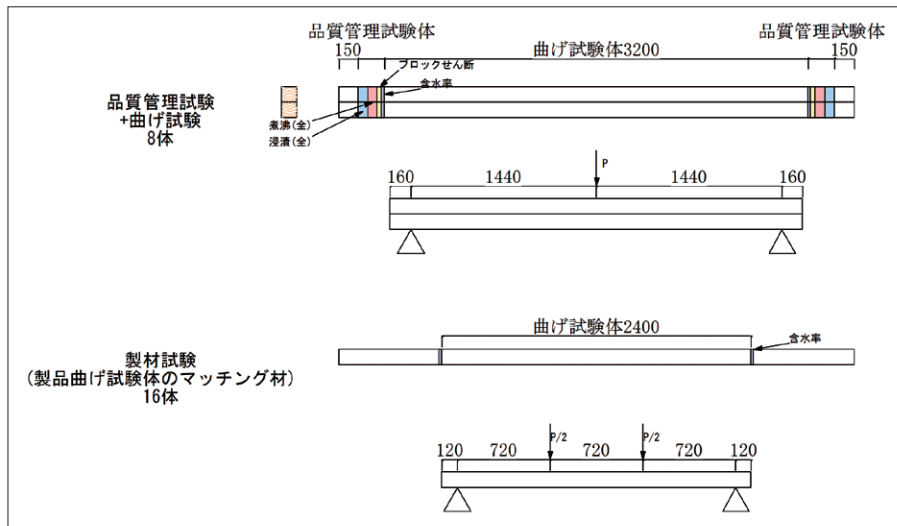 品質管理試験体
品質管理試験体
150
曲げ試験体3200
150
ブロックせん断
含水率
品質管理試験
+曲げ試験
8体
煮沸(全)
浸漬(全)
P
160
1440
1440
160
曲げ試験体2400
含水率
製材試験
(製品曲げ試験体のマッチング材)
16体
P/2
P/2
120
720
720
720
120